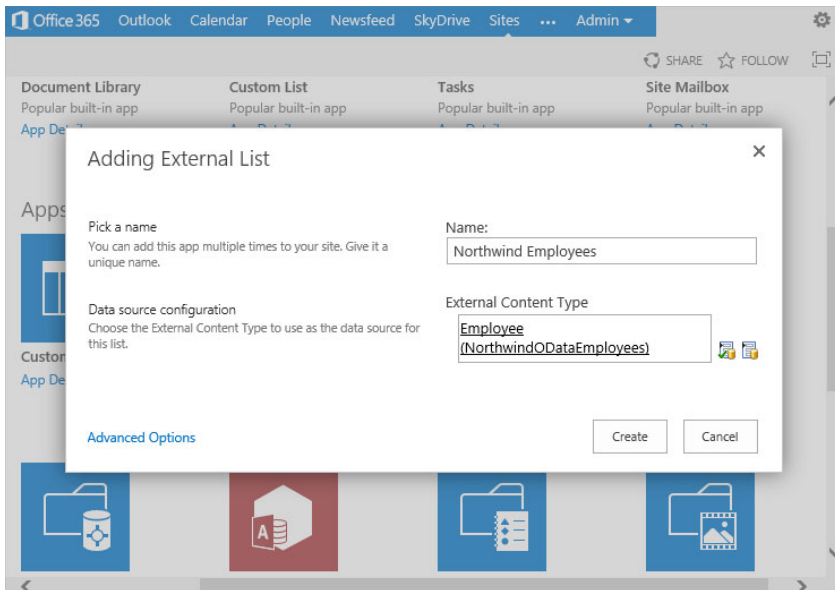 Office 365 Outlook Calendar People Newsfeed SkyDrive Sites ... Admin
SHARE FOLLOW
Document Library Custom List Tasks Site Mailbox
Popular built-in app Popular built-in app Popular built-in app Popular built-in app
App
Adding External List
Apps
Pick a name
You can add this app multiple times to your site. Give it a
unique name.
Name:
Northwind Employees
Data source configuration
Choose the External Content Type to use as the data source for
this list.
External Content Type
Employee
(NorthwindODataEmployees)
App
Advanced Options
Create Cancel
A